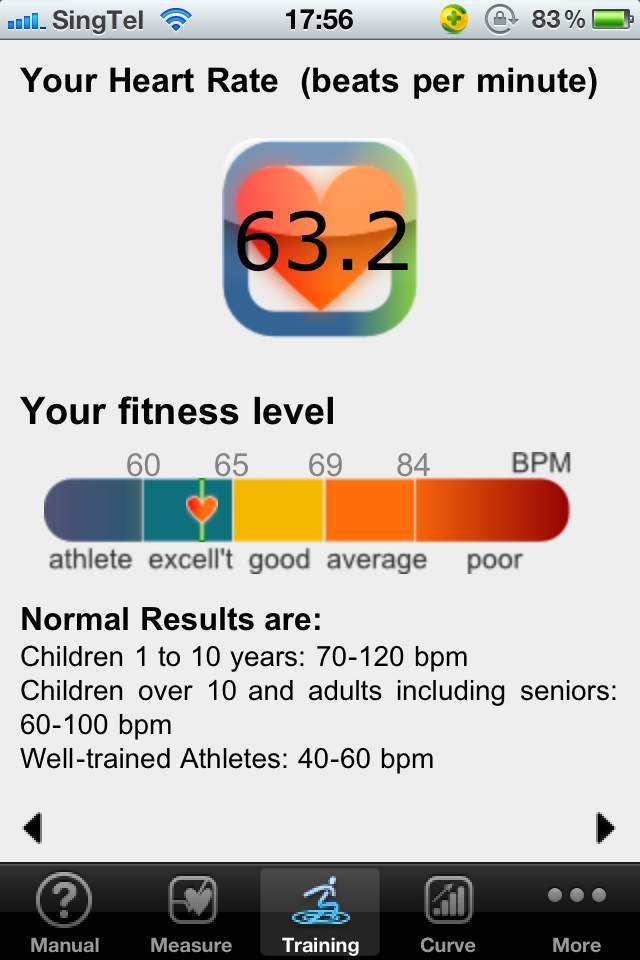 SingTel 17:56 83%
Your Heart Rate (beats per minute)
63.2
Your fitness level
60 65 69 84 BPM
athlete excell't good average poor
Normal Results are:
Children 1 to 10 years: 70-120 bpm
Children over 10 and adults including seniors:
60-100 bpm
Well-trained Athletes: 40-60 bpm
Manual Measure Training Curve More